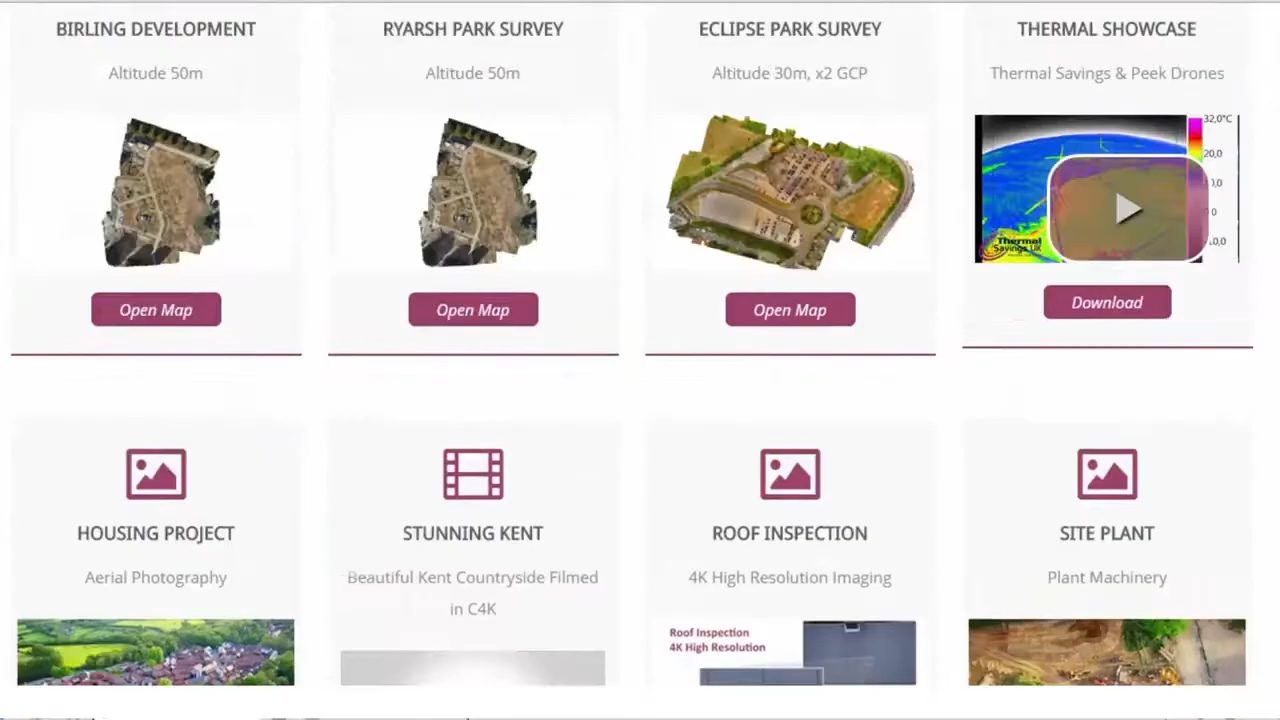 BIRLING DEVELOPMENT
Altitude 50m
Open Map
RYARSH PARK SURVEY
Altitude 50m
Open Map
ECLIPSE PARK SURVEY
Altitude 30m, x2 GCP
Open Map
THERMAL SHOWCASE
Thermal Savings & Peek Drones
32,0°C
20,0
Thermal
Savings UK
Download
HOUSING PROJECT
Aerial Photography
STUNNING KENT
Beautiful Kent Countryside Filmed
in C4K
ROOF INSPECTION
4K High Resolution Imaging
Roof Inspection
4K High Resolution
SITE PLANT
Plant Machinery